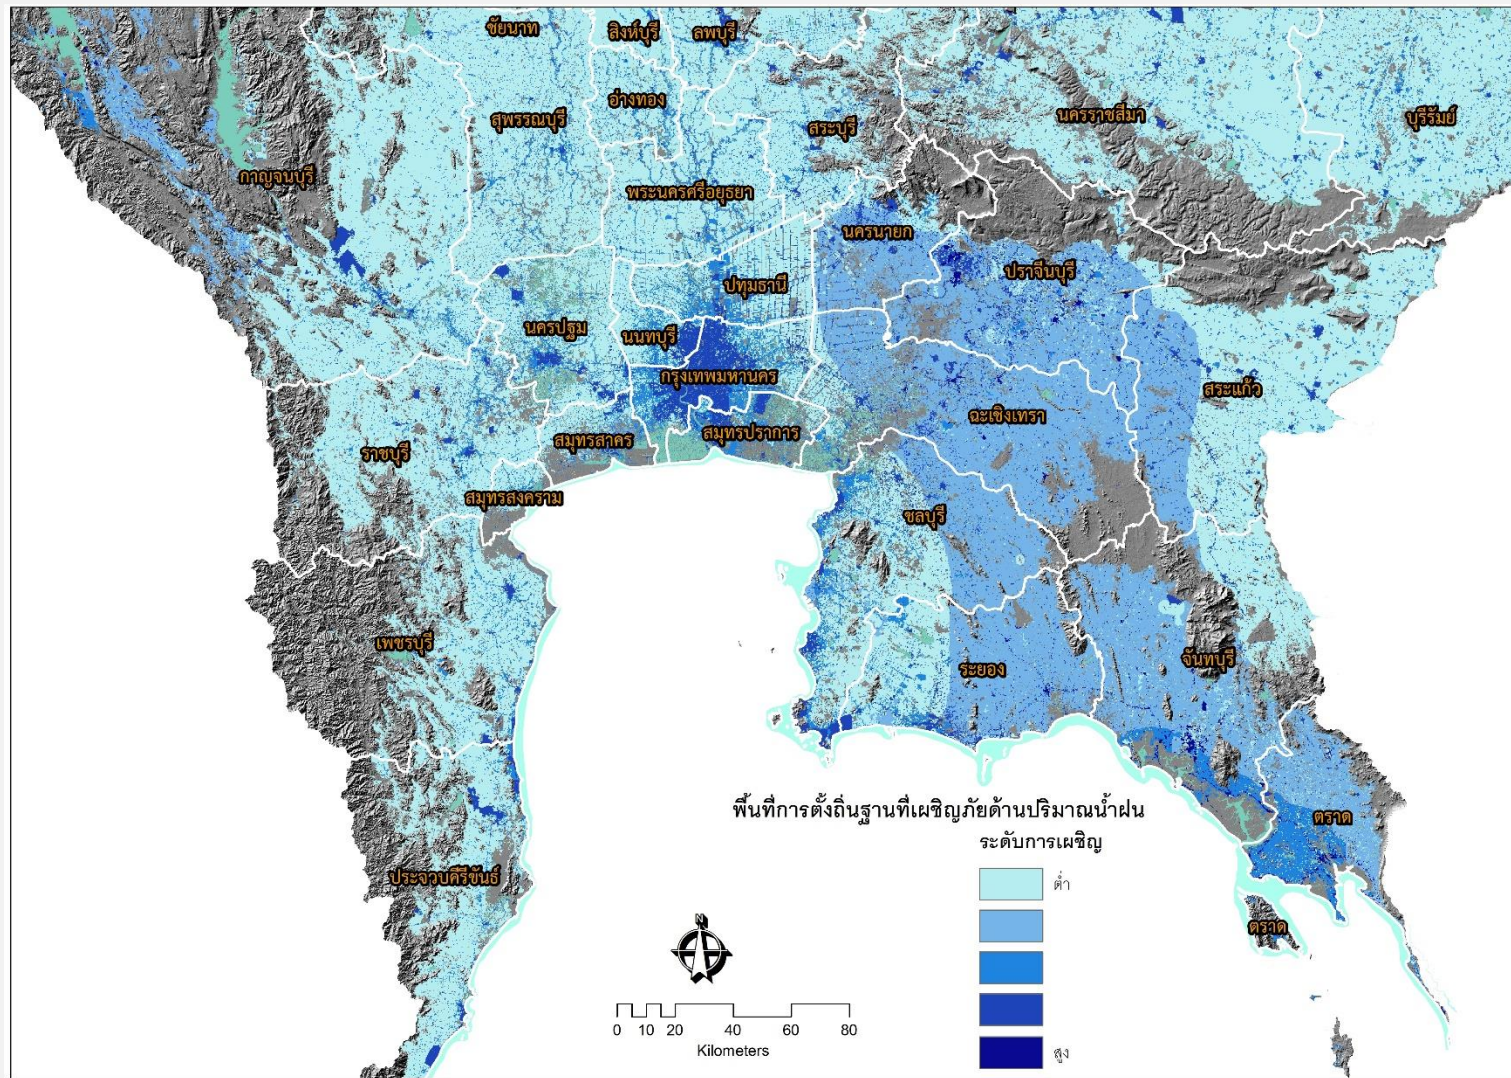 ชัยนาท
สิงห์บุรี
ลพบุรี
อ่างทอง
สุพรรณบุรี
สระบุรี
นครราชสีมา
บุรีรัมย์
กาญจนบุรี
พระนครศรีอยุธยา
นครนายก
ปราจีนบุรี
ปทุมธานี
นครปฐม
นนทบุรี
กรุงเทพมหานคร
สระแก้ว
ฉะเชิงเทรา
สมุทรสาคร
สมุทรปราการ
ราชบุรี
สมุทรสงคราม
ชลบุรี
เพชรบุรี
ระยอง
จันทบุรี
ตราด
ประจวบคีรีขันธ์
ตราด
พื้นที่การตั้งถิ่นฐานที่เผชิญภัยด้านปริมาณน้ำฝน
ระดับการเผชิญ
ต่ำ
สูง
N
0 10 20 40 60 80
Kilometers